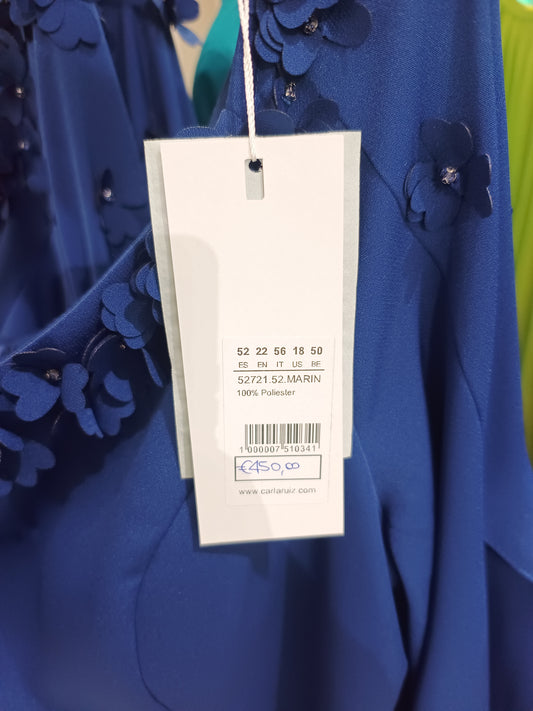 52 22 56 18 50
ES EN IT US BE
52721.52.MARIN
100% Poliester
1 000007 510341
€450,00
www.carlaruiz.com